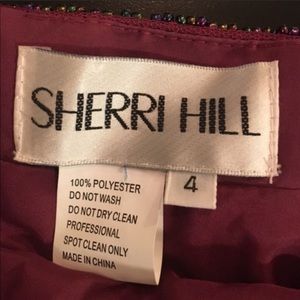 SHERRI HILL
4
100% POLYESTER
DO NOT WASH
DO NOT DRY CLEAN
PROFESSIONAL
SPOT CLEAN ONLY
MADE IN CHINA